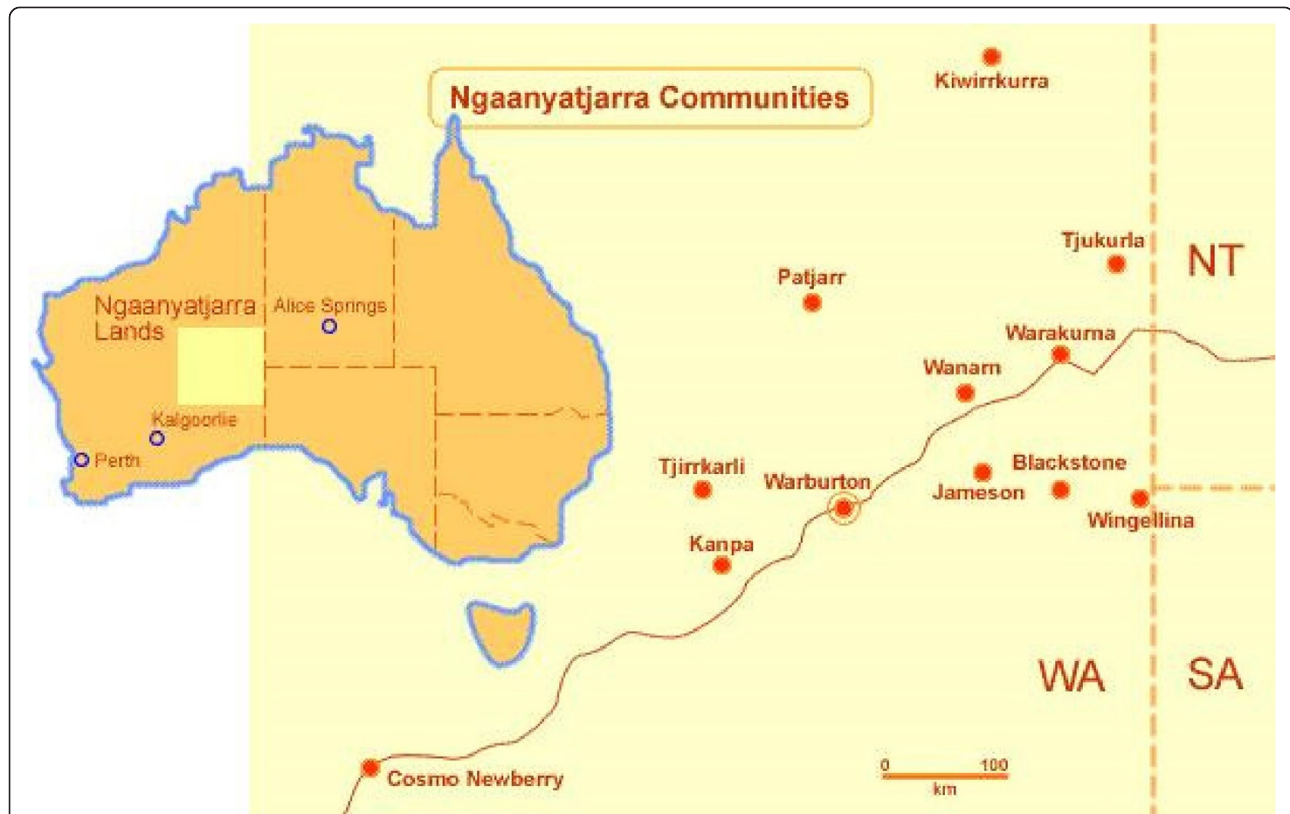 Ngaanyatjarra Communities
Kiwirrkurra
Tjukurla
NT
Patjarr
Ngaanyatjarra
Lands
Alice Springs
Warakurna
Wanarn
Kalgoorlie
Perth
Tjirrkarli
Warburton
Blackstone
Jameson
Wingellina
Kanpa
WA
SA
Cosmo Newberry
0 100
km